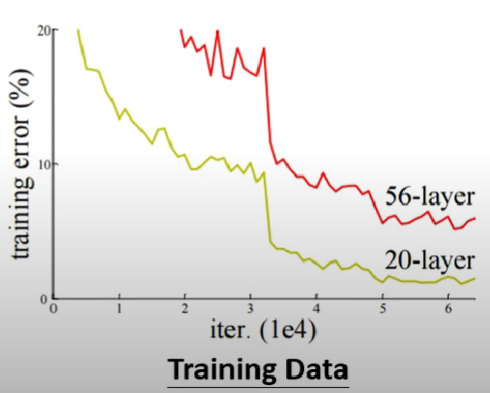 20
10
0
training error (%)
56-layer
20-layer
0 1 2 3 4 5 6
iter. (1e4)
Training Data